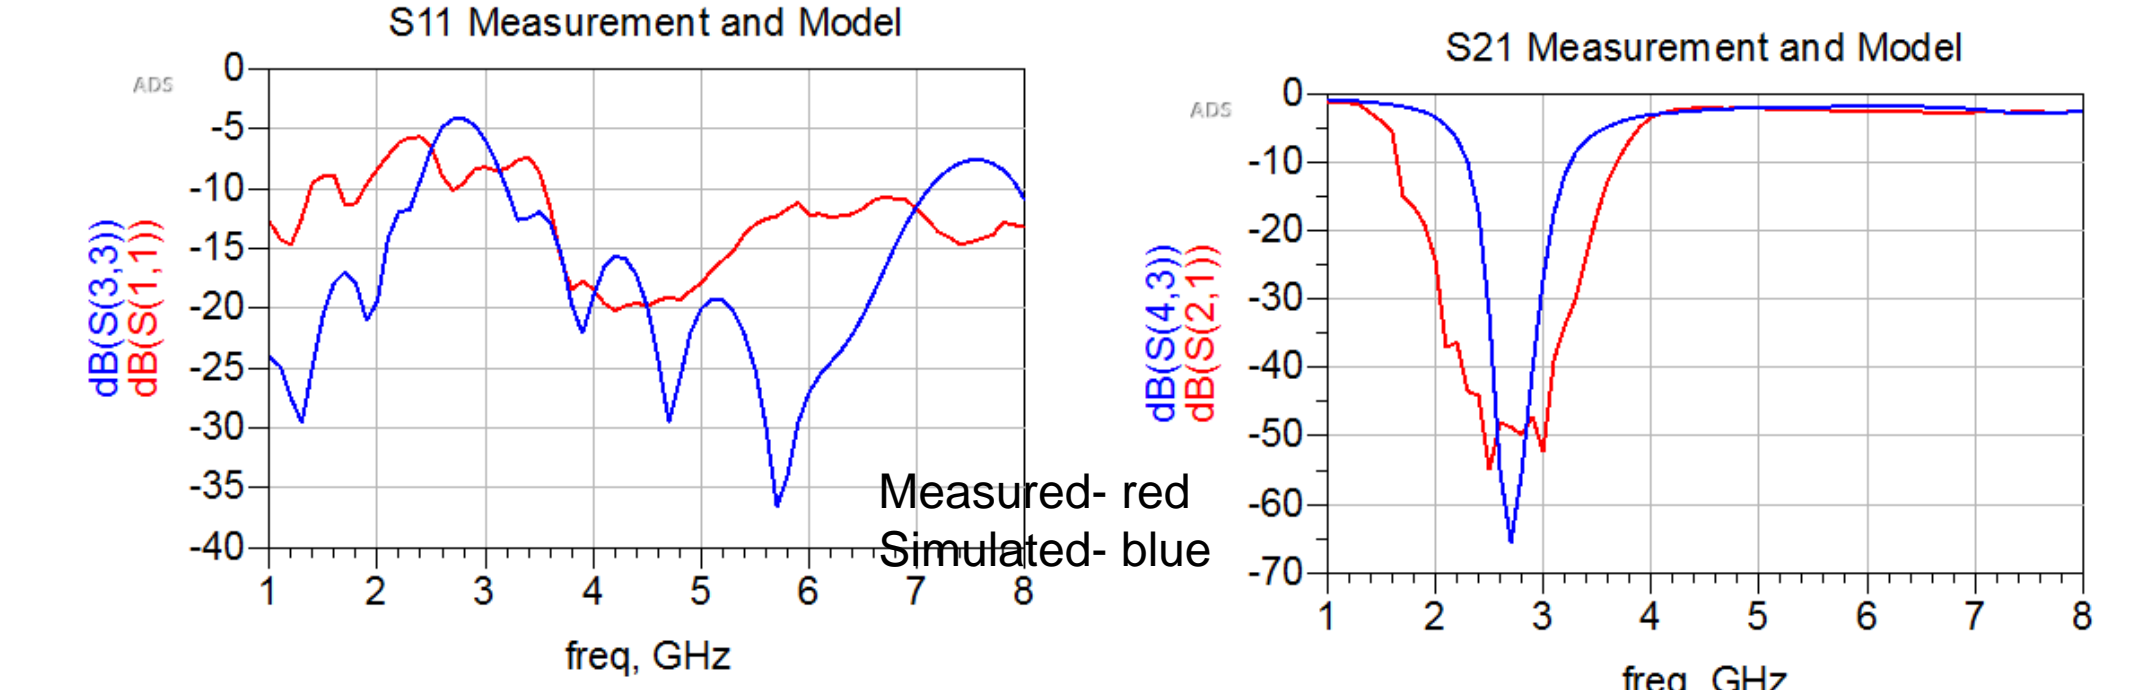 S11 Measurement and Model
ADS
0
-5
-10
-15
-20
-25
-30
-35
-40
dB(S(3,3))
dB(S(1,1))
1 2 3 4 5 6 7 8
freq, GHz
Measured- red
Simulated- blue
S21 Measurement and Model
ADS
0
-10
-20
-30
-40
-50
-60
-70
dB(S(4,3))
dB(S(2,1))
1 2 3 4 5 6 7 8
freq, GHz